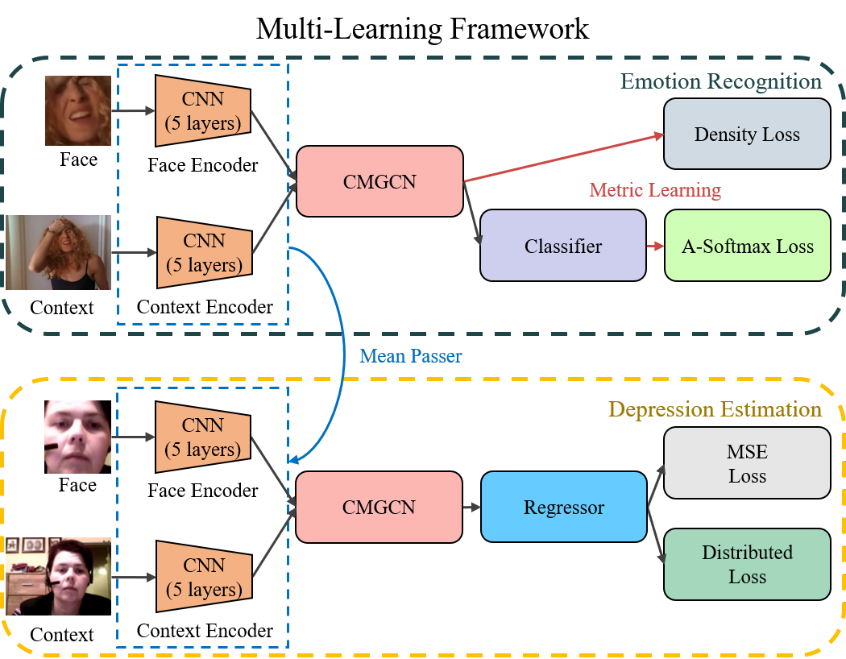 Multi-Learning Framework
Emotion Recognition
Face
CNN
(5 layers)
Face Encoder
Context
CNN
(5 layers)
Context Encoder
CMGCN
Density Loss
Metric Learning
Classifier
A-Softmax Loss
Mean Passer
Depression Estimation
Face
CNN
(5 layers)
Face Encoder
Context
CNN
(5 layers)
Context Encoder
CMGCN
Regressor
MSE
Loss
Distributed
Loss